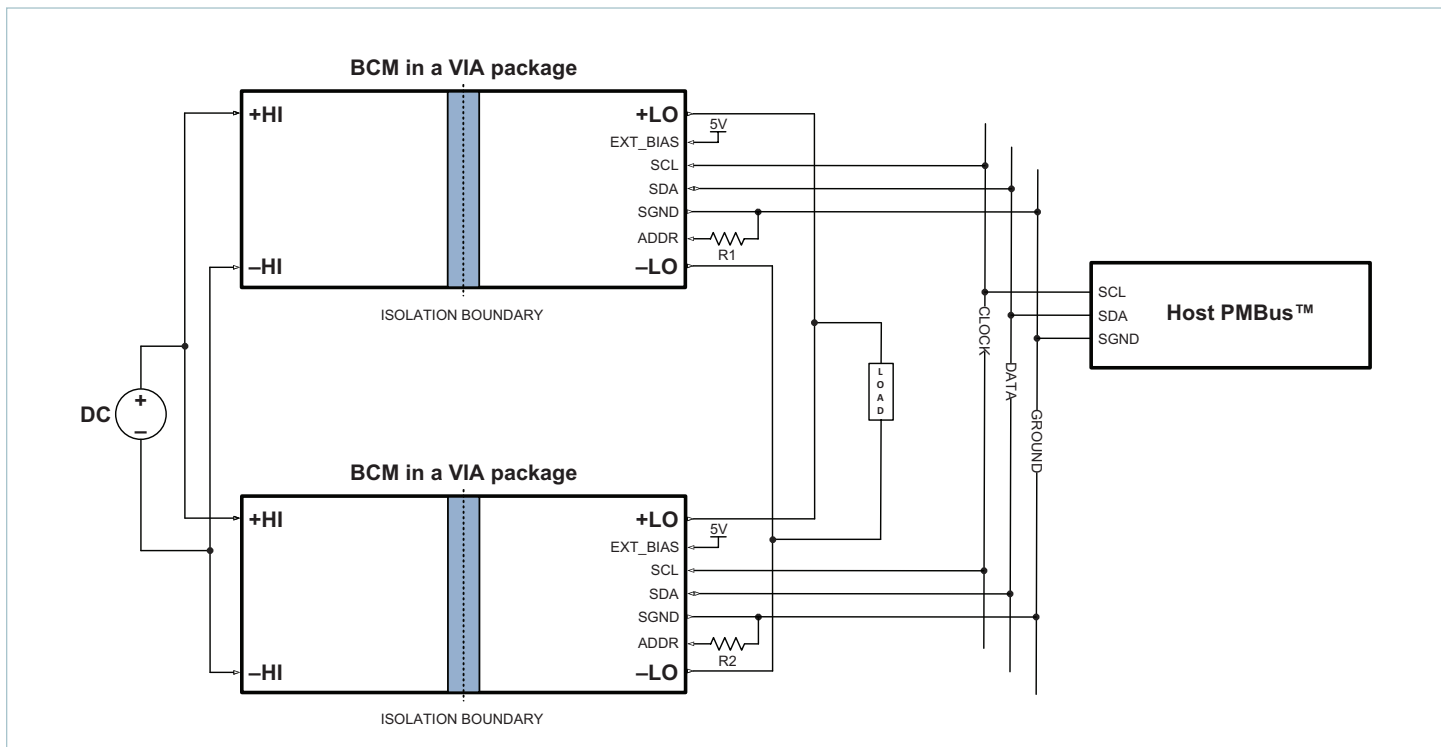 BCM in a VIA package
+HI
–HI
+LO
5V
EXT_BIAS
SCL
SDA
SGND
ADDR
R1
–LO
ISOLATION BOUNDARY
DC
+
–
LOAD
CLOCK
DATA
GROUND
SCL
SDA
SGND
Host PMBus™
BCM in a VIA package
+HI
–HI
+LO
5V
EXT_BIAS
SCL
SDA
SGND
ADDR
R2
–LO
ISOLATION BOUNDARY